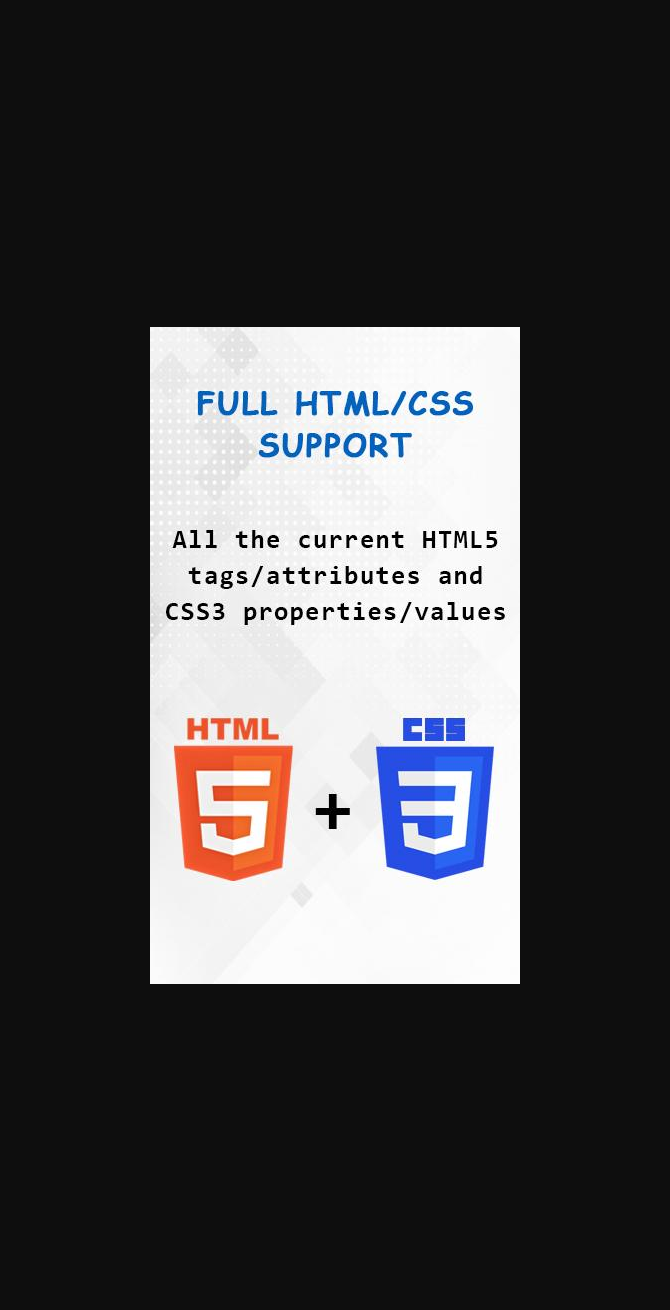 FULL HTML/CSS
SUPPORT
All the current HTML5
tags/attributes and
CSS3 properties/values
HTML CSS
5 + 3